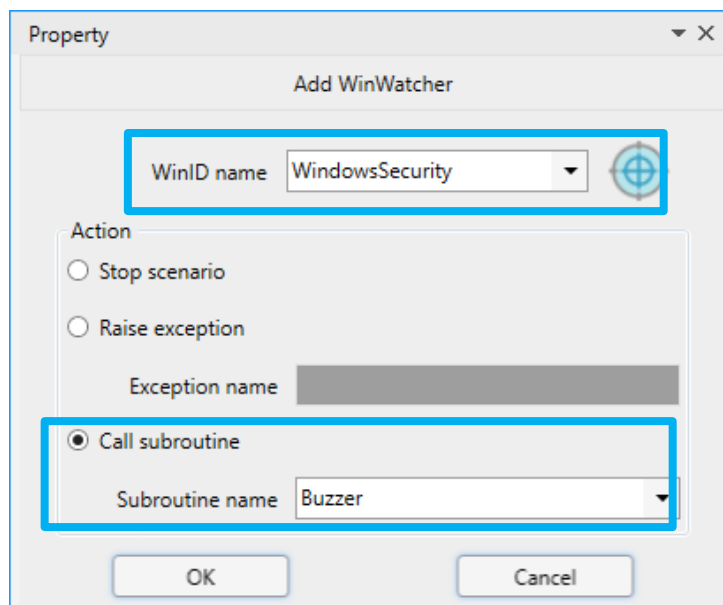 Property
Add WinWatcher
WinID name WindowsSecurity
Action
Stop scenario
Raise exception
Exception name
Call subroutine
Subroutine name Buzzer
OK Cancel